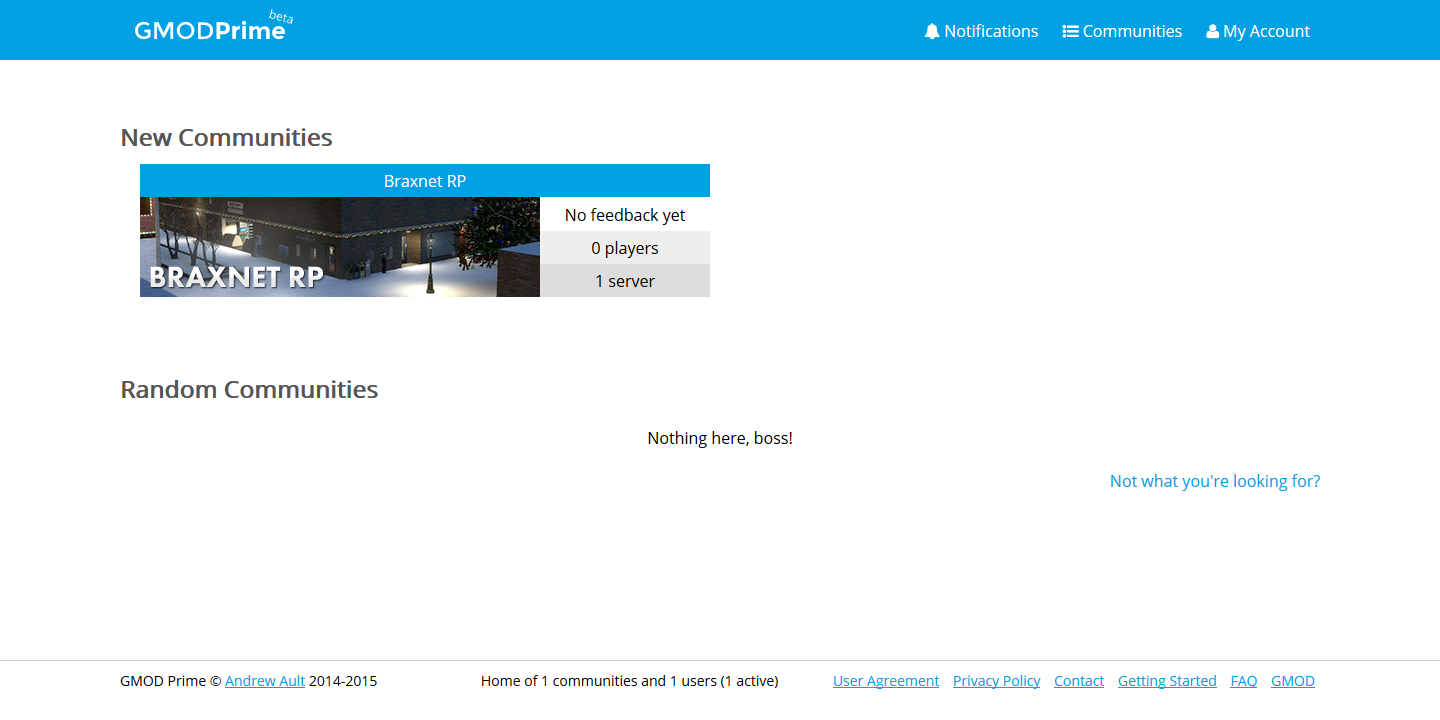 GMODPrime beta
Notifications Communities My Account
New Communities
Braxnet RP
BRAXNET RP
No feedback yet
0 players
1 server
Random Communities
Nothing here, boss!
Not what you're looking for?
GMOD Prime © Andrew Ault 2014-2015 Home of 1 communities and 1 users (1 active) User Agreement Privacy Policy Contact Getting Started FAQ GMOD